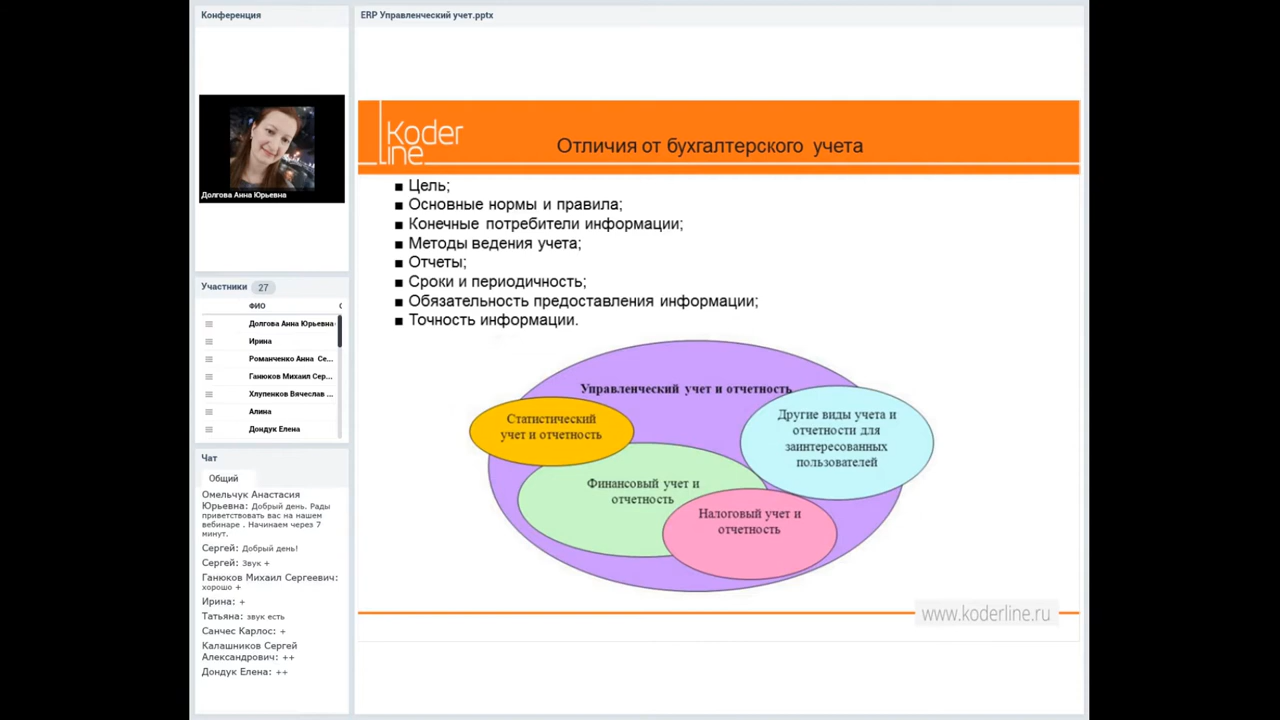 Конференция
Долгова Анна Юрьевна
Участники 27
ФИО
Долгова Анна Юрьевна
Ирина
Романченко Анна Се...
Ганюков Михаил Сер...
Хлупенков Вячеслав ...
Алина
Дондук Елена
Чат
Общий
Омельчук Анастасия
Юрьевна: Добрый день. Рады
приветствовать вас на нашем
вебинаре . Начинаем через 7
минут.
Сергей: Добрый день!
Сергей: Звук +
Ганюков Михаил Сергеевич:
хорошо +
Ирина: +
Татьяна: звук есть
Санчес Карлос: +
Калашников Сергей
Александрович: ++
Дондук Елена: ++
ERP Управленческий учет.pptx
Koder
line
Отличия от бухгалтерского учета
■ Цель;
■ Основные нормы и правила;
■ Конечные потребители информации;
■ Методы ведения учета;
■ Отчеты;
■ Сроки и периодичность;
■ Обязательность предоставления информации;
■ Точность информации.
Управленческий учет и отчетность
Статистический
учет и отчетность
Другие виды учета и
отчетности для
заинтересованных
пользователей
Финансовый учет и
отчетность
Налоговый учет и
отчетность
www.koderline.ru